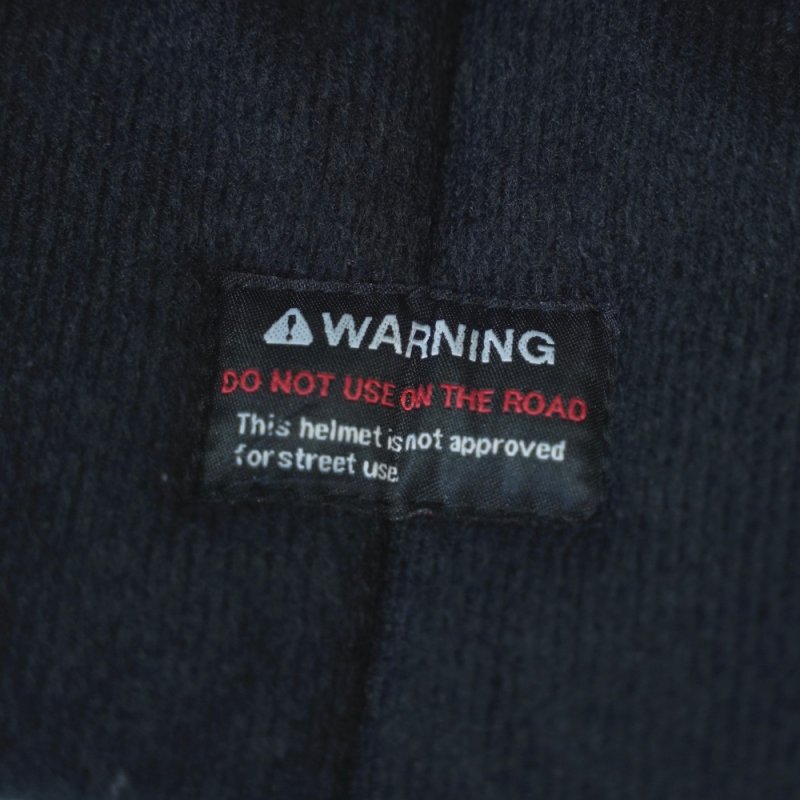 WARNING
DO NOT USE ON THE ROAD
This helmet is not approved
for street use